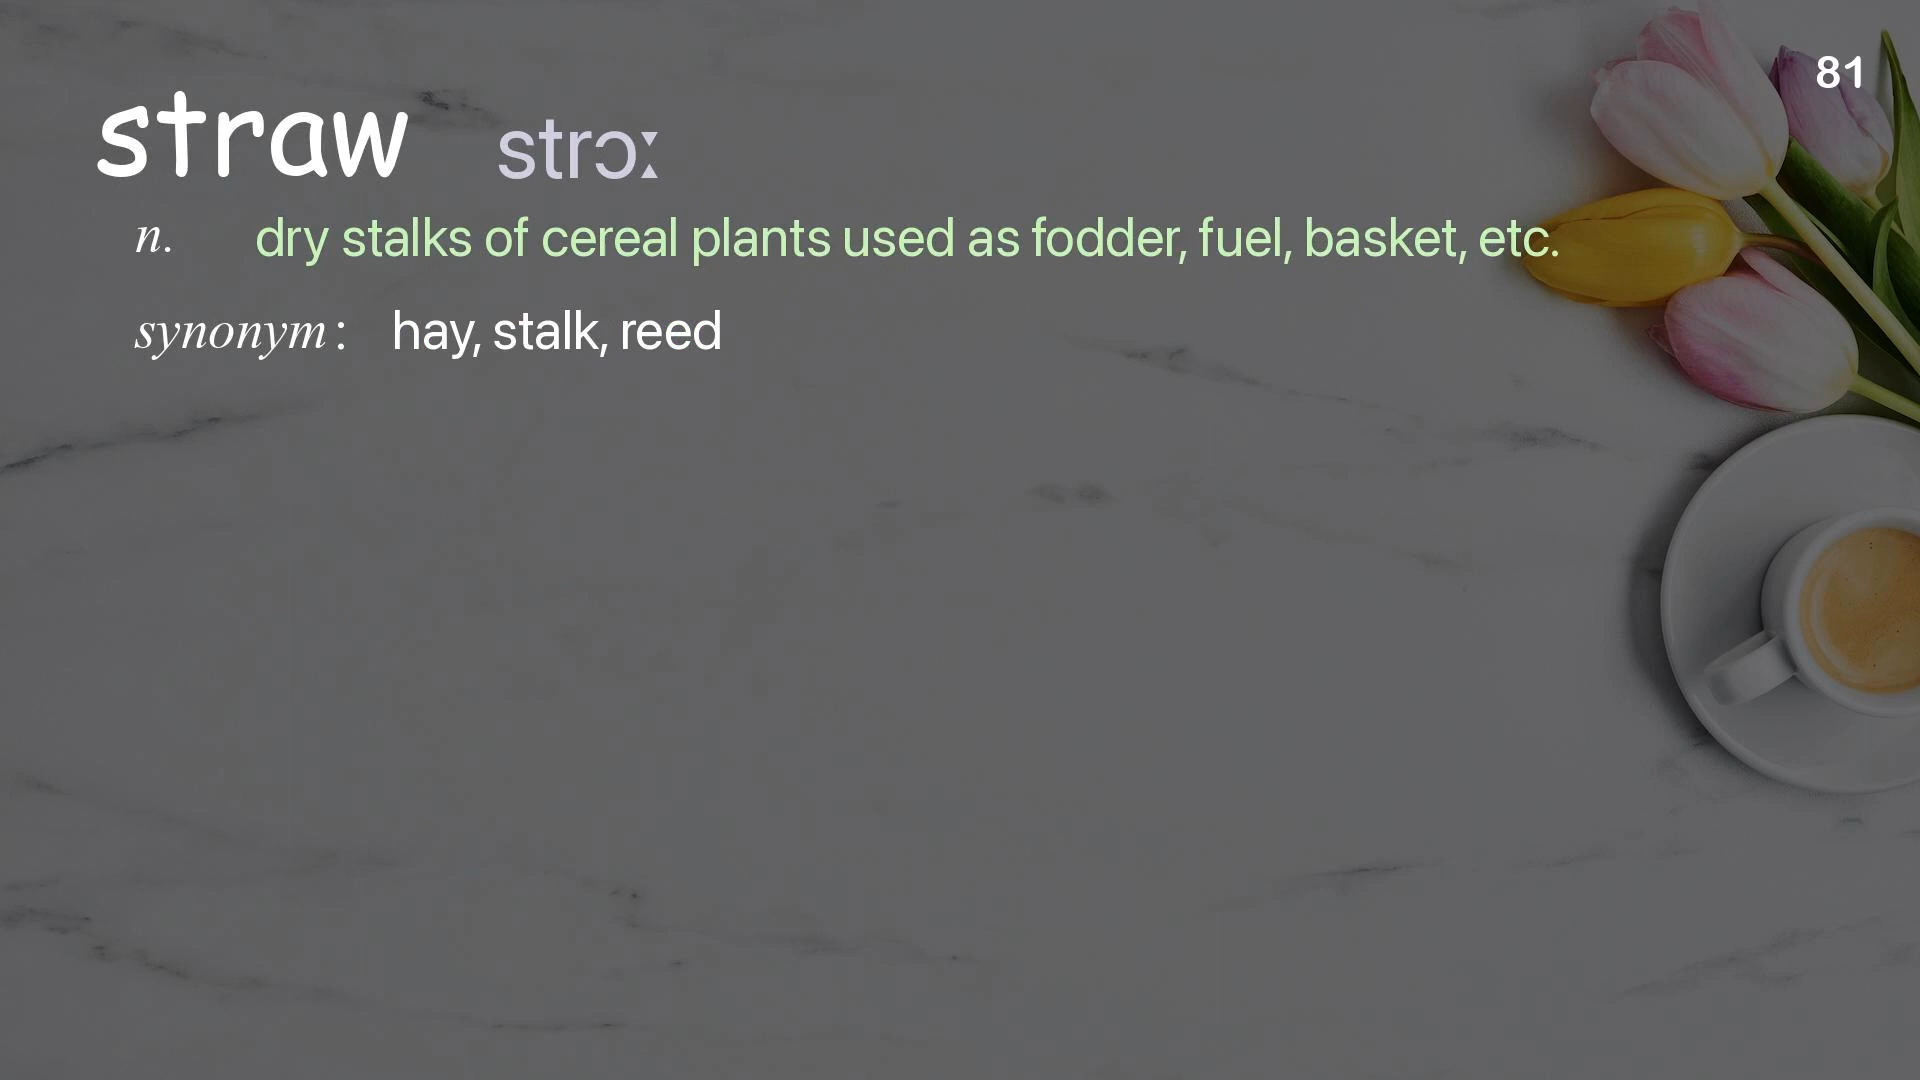 81
straw strɔː
n. dry stalks of cereal plants used as fodder, fuel, basket, etc.
synonym: hay, stalk, reed